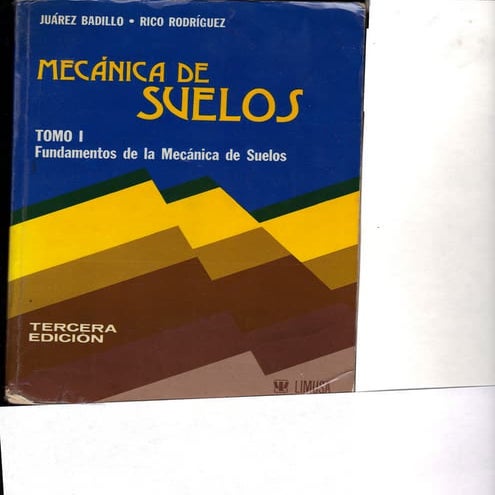 JUÁREZ BADILLO • RICO RODRÍGUEZ
MECÁNICA DE
SUELOS
TOMO I
Fundamentos de la Mecánica de Suelos
TERCERA
EDICIÓN
LIMUSA